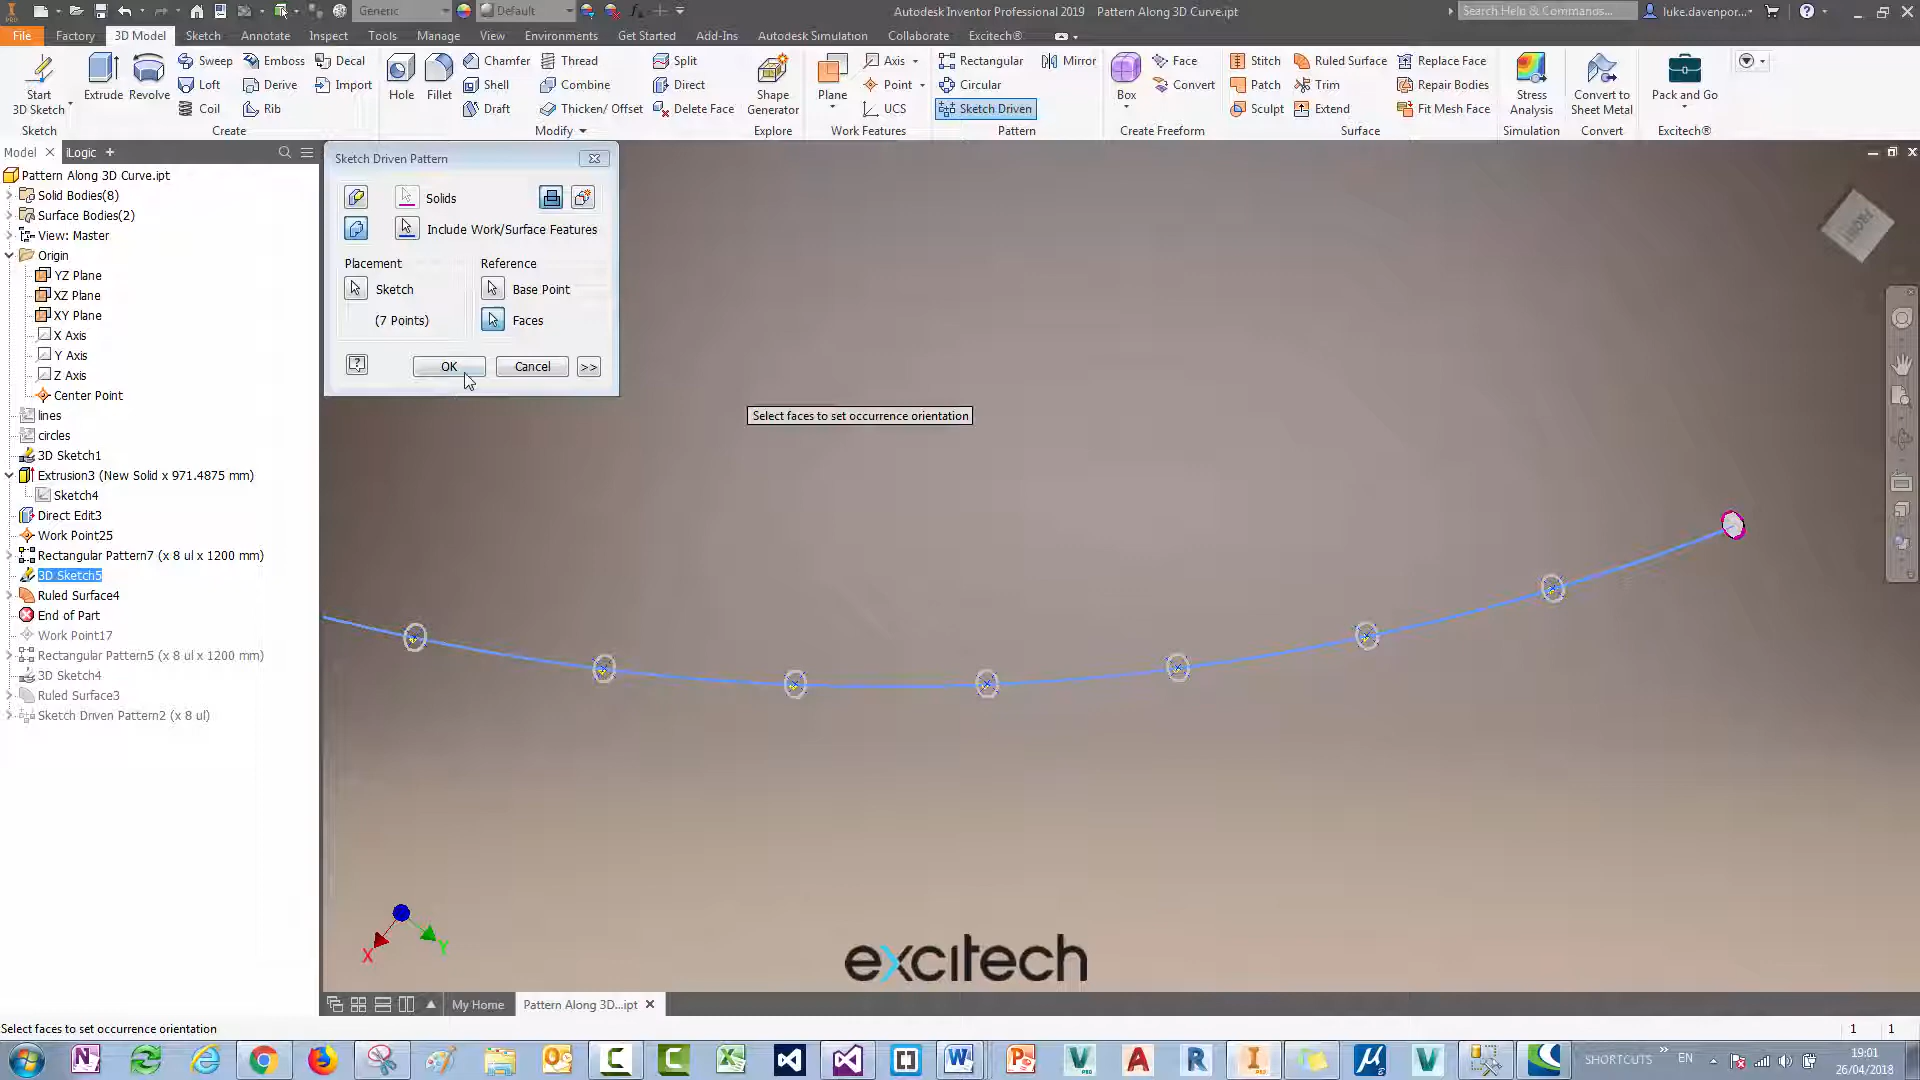 Generic
Default
Autodesk Inventor Professional 2019 Pattern Along 3D Curve.ipt
Search Help & Commands...
luke.davenpor...
File
Factory
3D Model
Sketch
Annotate
Inspect
Tools
Manage
View
Environments
Get Started
Add-Ins
Autodesk Simulation
Collaborate
Excitech®
Start
3D Sketch
Sketch
Extrude
Revolve
Sweep
Loft
Coil
Emboss
Derive
Rib
Decal
Import
Create
Hole
Fillet
Chamfer
Shell
Draft
Thread
Combine
Thicken/ Offset
Split
Direct
Delete Face
Modify
Shape
Generator
Explore
Plane
Axis
Point
UCS
Work Features
Rectangular
Circular
Sketch Driven
Mirror
Pattern
Box
Face
Convert
Create Freeform
Stitch
Patch
Sculpt
Ruled Surface
Trim
Extend
Replace Face
Repair Bodies
Fit Mesh Face
Surface
Stress
Analysis
Simulation
Convert to
Sheet Metal
Convert
Pack and Go
Excitech®
Model
iLogic
Pattern Along 3D Curve.ipt
Solid Bodies(8)
Surface Bodies(2)
View: Master
Origin
YZ Plane
XZ Plane
XY Plane
X Axis
Y Axis
Z Axis
Center Point
lines
circles
3D Sketch1
Extrusion3 (New Solid x 971.4875 mm)
Sketch4
Direct Edit3
Work Point25
Rectangular Pattern7 (x 8 ul x 1200 mm)
3D Sketch5
Ruled Surface4
End of Part
Work Point17
Rectangular Pattern5 (x 8 ul x 1200 mm)
3D Sketch4
Ruled Surface3
Sketch Driven Pattern2 (x 8 ul)
Sketch Driven Pattern
Solids
Include Work/Surface Features
Placement
Reference
Sketch
Base Point
(7 Points)
Faces
OK
Cancel
>>
Select faces to set occurrence orientation
X
Y
excitech
My Home
Pattern Along 3D...ipt
Select faces to set occurrence orientation
1
1
SHORTCUTS
EN
19:01
26/04/2018